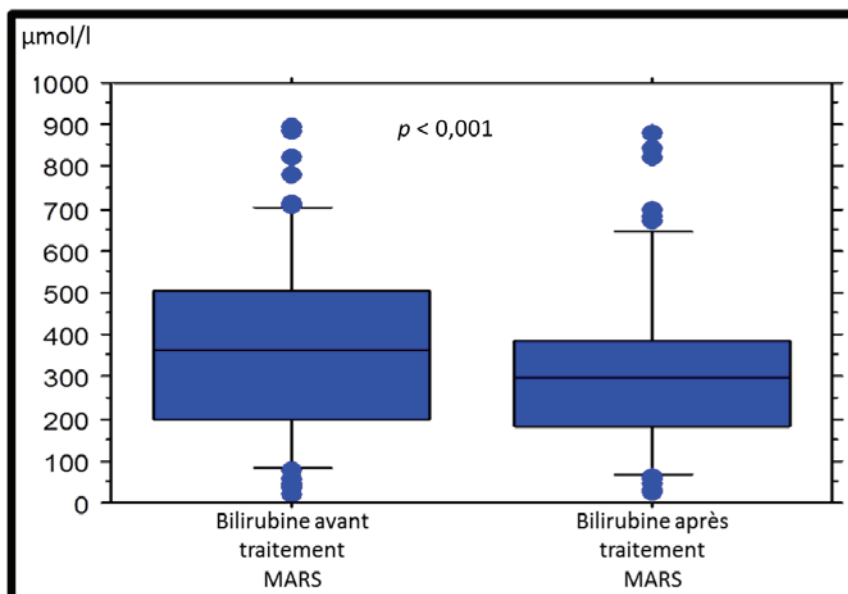 µmol/l
1000
900
p < 0,001
800
700
600
500
400
300
200
100
0
Bilirubine avant
traitement
MARS
Bilirubine après
traitement
MARS